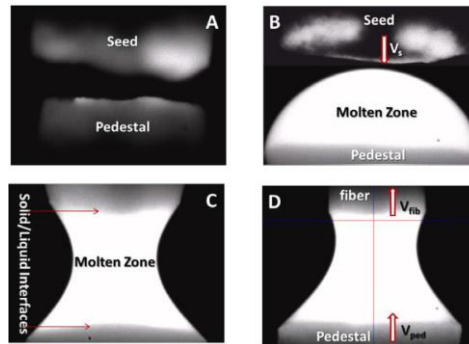 A
Seed
Pedestal
B
Seed
Vs
Molten Zone
Pedestal
Solid/Liquid Interfaces
C
Molten Zone
D
fiber
Vfib
Pedestal
Vped